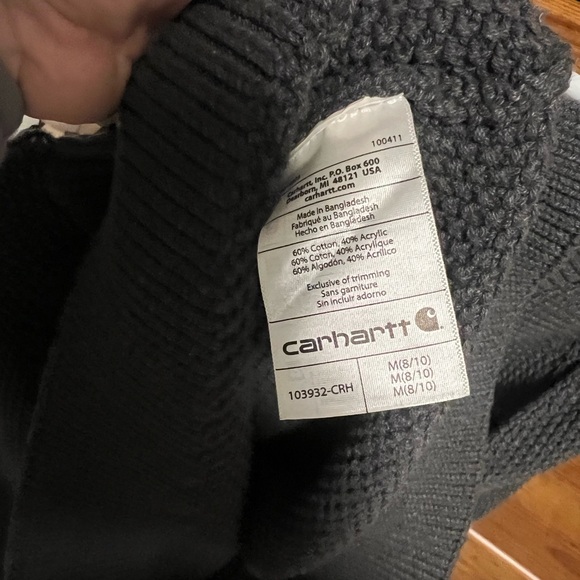 100411
Carhartt, Inc. P.O. Box 600
Dearborn, MI 48121 USA
carhartt.com
Made in Bangladesh
Fabriqué au Bangladesh
Hecho en Bangladesh
60% Cotton, 40% Acrylic
60% Coton, 40% Acrylique
60% Algodón, 40% Acrílico
Exclusive of trimming
Sans garniture
Sin incluir adorno
carhartt
103932-CRH
M(8/10)
M(8/10)
M(8/10)